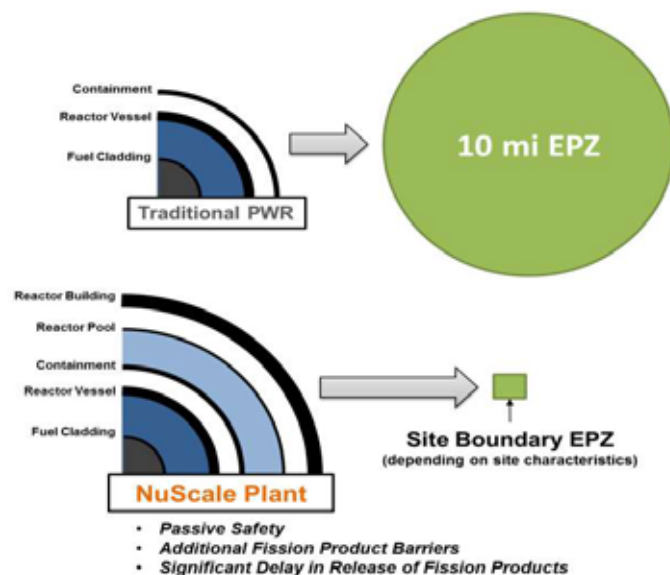 Containment
Reactor Vessel
Fuel Cladding
Traditional PWR
10 mi EPZ
Reactor Building
Reactor Pool
Containment
Reactor Vessel
Fuel Cladding
NuScale Plant
Site Boundary EPZ
(depending on site characteristics)
• Passive Safety
• Additional Fission Product Barriers
• Significant Delay in Release of Fission Products